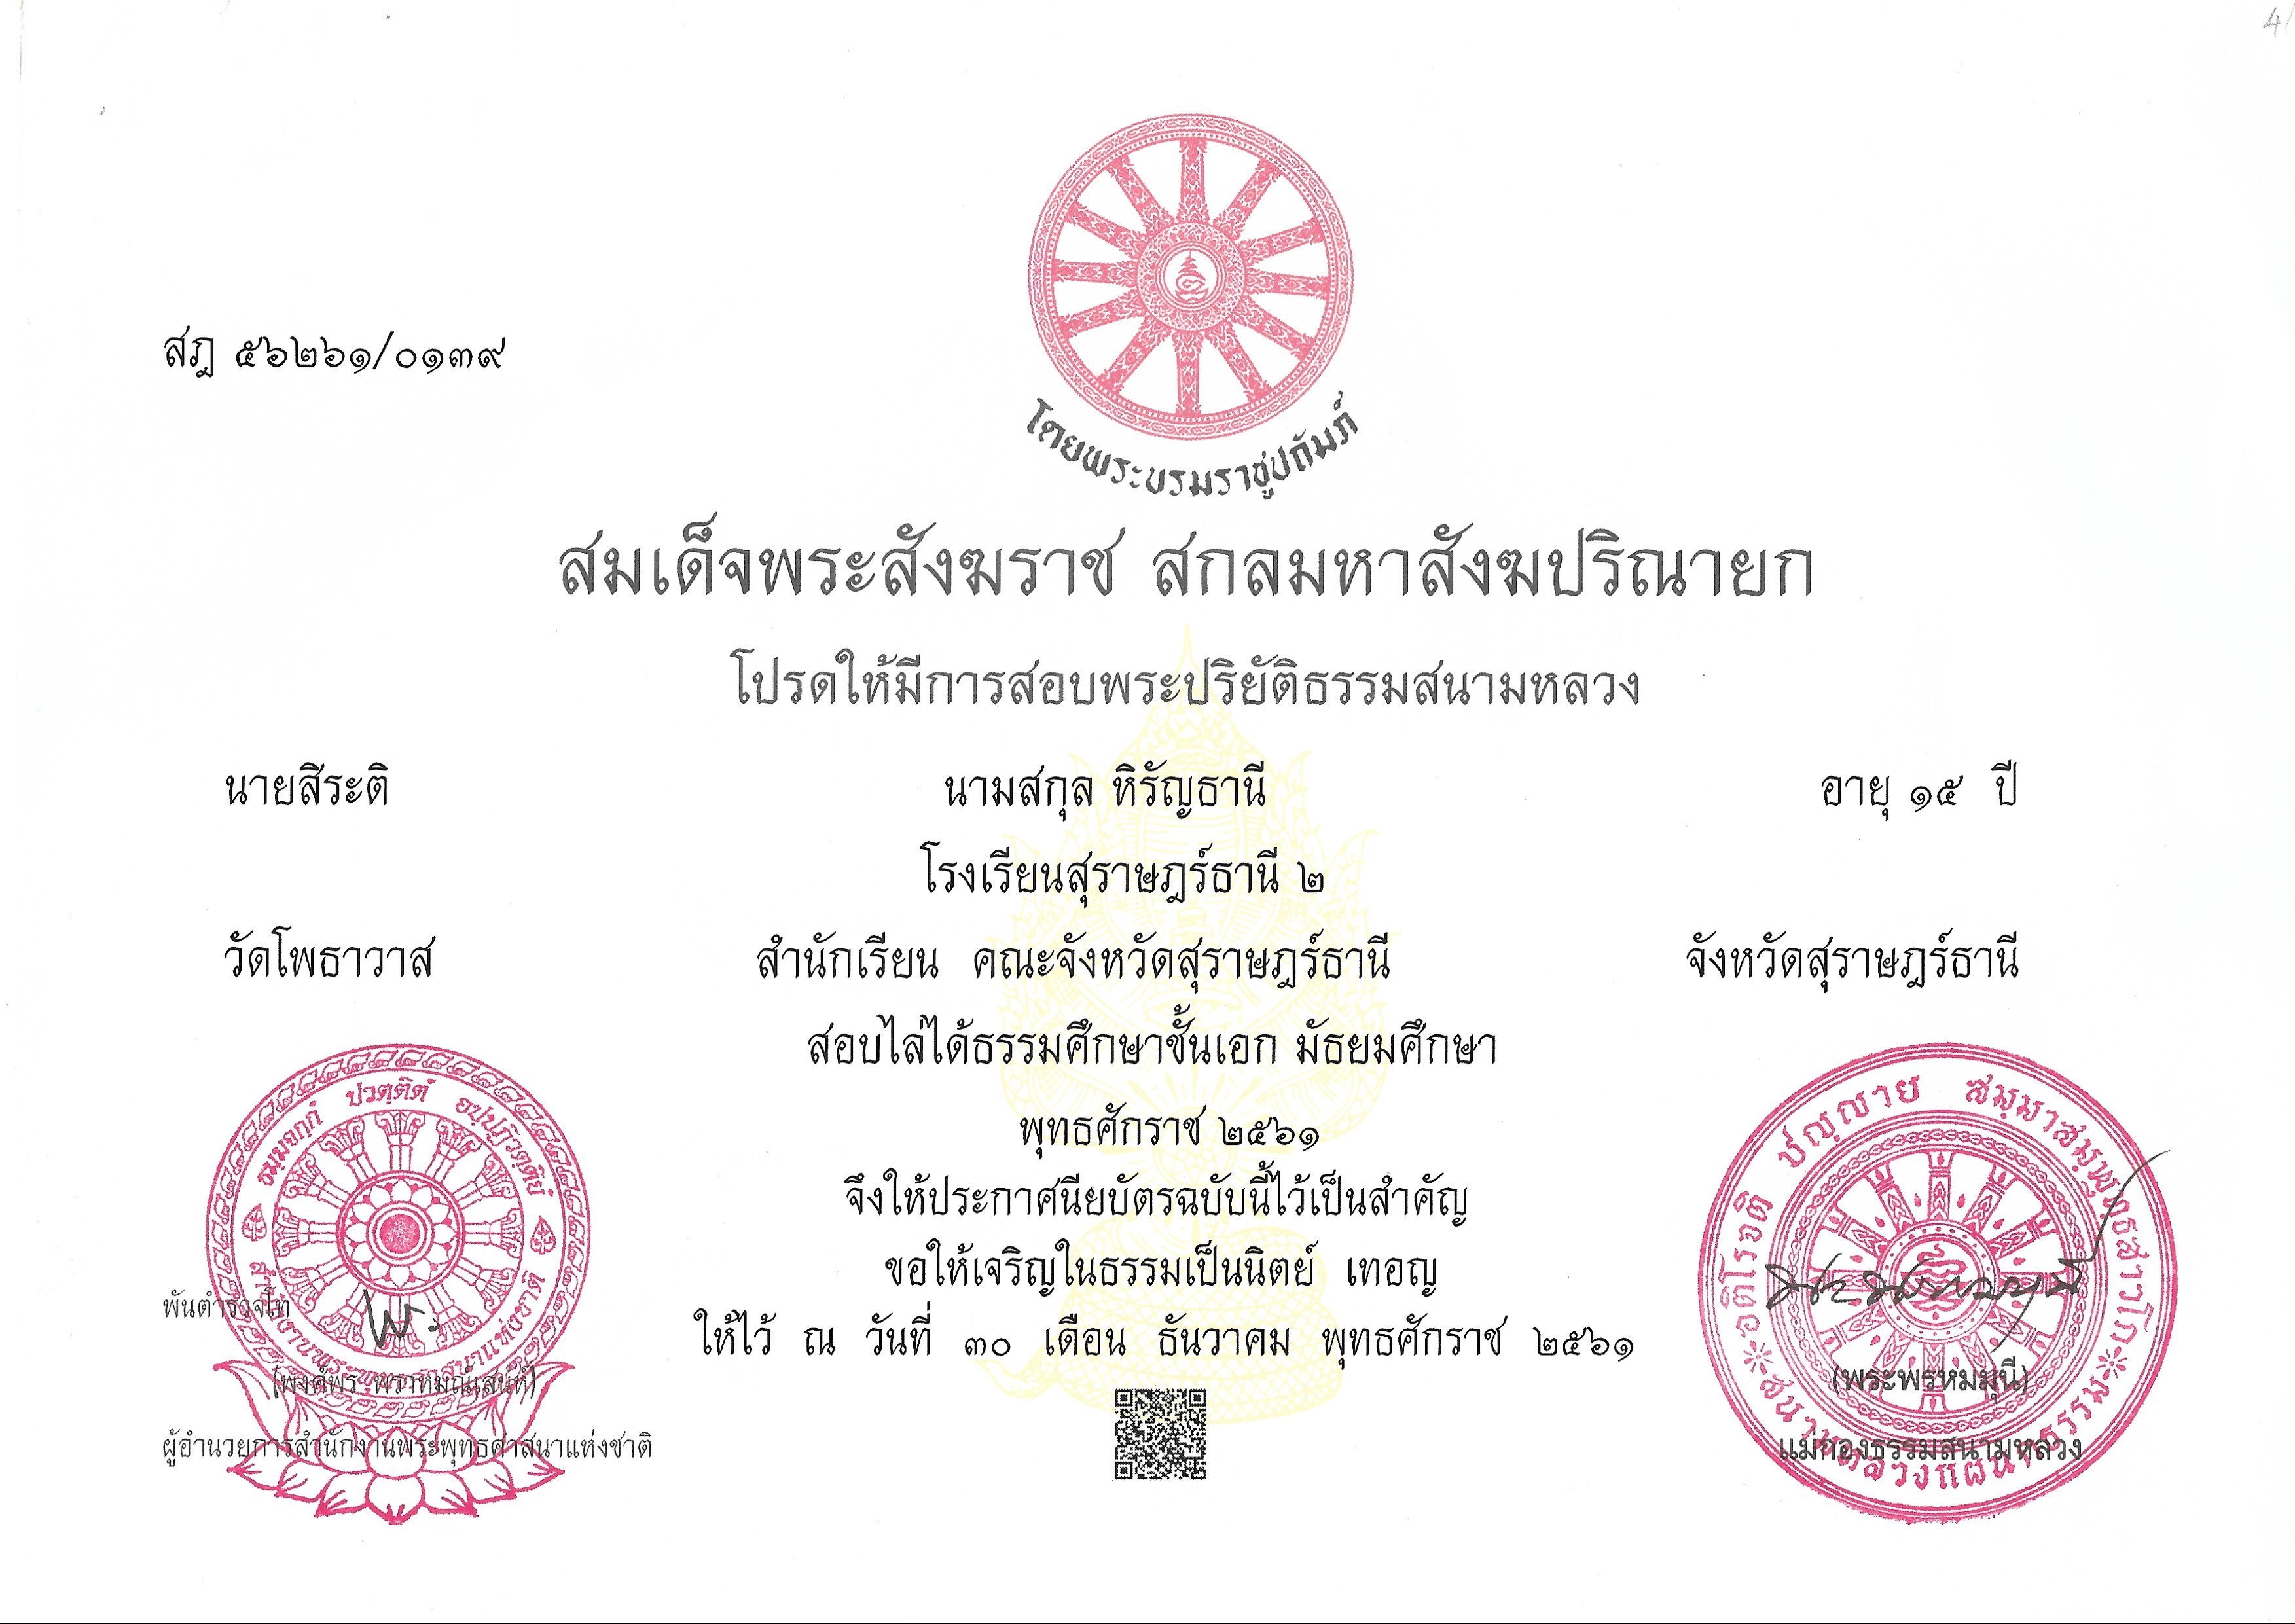 4
สฎ ๕๖๒๖๑/๐๑๓๙
โดยพระบรมราชูปถัมภ์
สมเด็จพระสังฆราช สกลมหาสังฆปริณายก
โปรดให้มีการสอบพระปริยัติธรรมสนามหลวง
นายสิระติ นามสกุล หิรัญธานี อายุ ๑๕ ปี
โรงเรียนสุราษฎร์ธานี ๒
วัดโพธาวาส สำนักเรียน คณะจังหวัดสุราษฎร์ธานี จังหวัดสุราษฎร์ธานี
สอบไล่ได้ธรรมศึกษาชั้นเอก มัธยมศึกษา
พุทธศักราช ๒๕๖๑
จึงให้ประกาศนียบัตรฉบับนี้ไว้เป็นสำคัญ
ขอให้เจริญในธรรมเป็นนิตย์ เทอญ
ให้ไว้ ณ วันที่ ๓๐ เดือน ธันวาคม พุทธศักราช ๒๕๖๑
ธมฺมจกฺกํ ปวตฺติตํ อปฺปฏิวตฺติยํ
สำนักงานพระพุทธศาสนาแห่งชาติ
พันตำรวจโท
(พงศ์พร พราหมณ์เสน่ห์)
ผู้อำนวยการสำนักงานพระพุทธศาสนาแห่งชาติ
อติโรจติ ปญฺญาย สมฺมาสมฺพุทฺธสาวโก
สนามหลวงแผนกธรรม
(พระพรหมมุนี)
แม่กองธรรมสนามหลวง